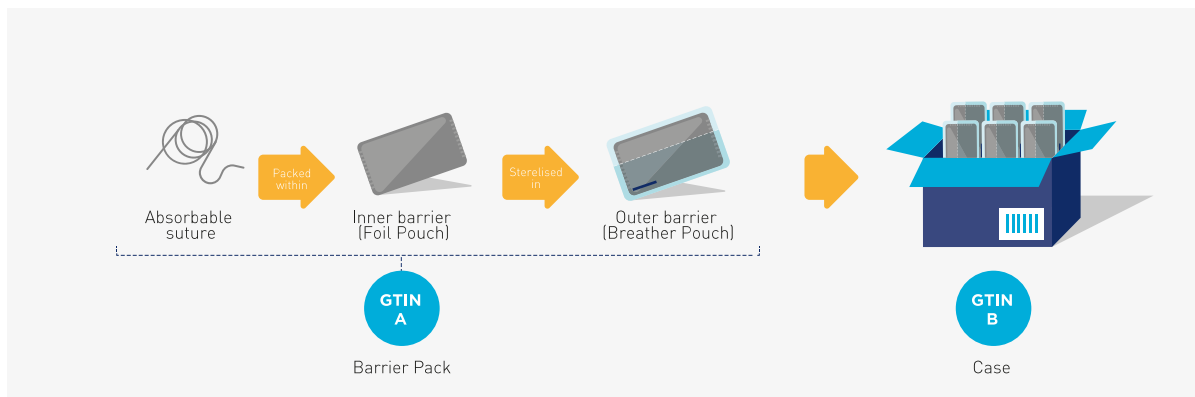 Packed
within
Sterelised
in
Absorbable
suture
Inner barrier
(Foil Pouch)
Outer barrier
(Breather Pouch)
GTIN
A
GTIN
B
Barrier Pack
Case